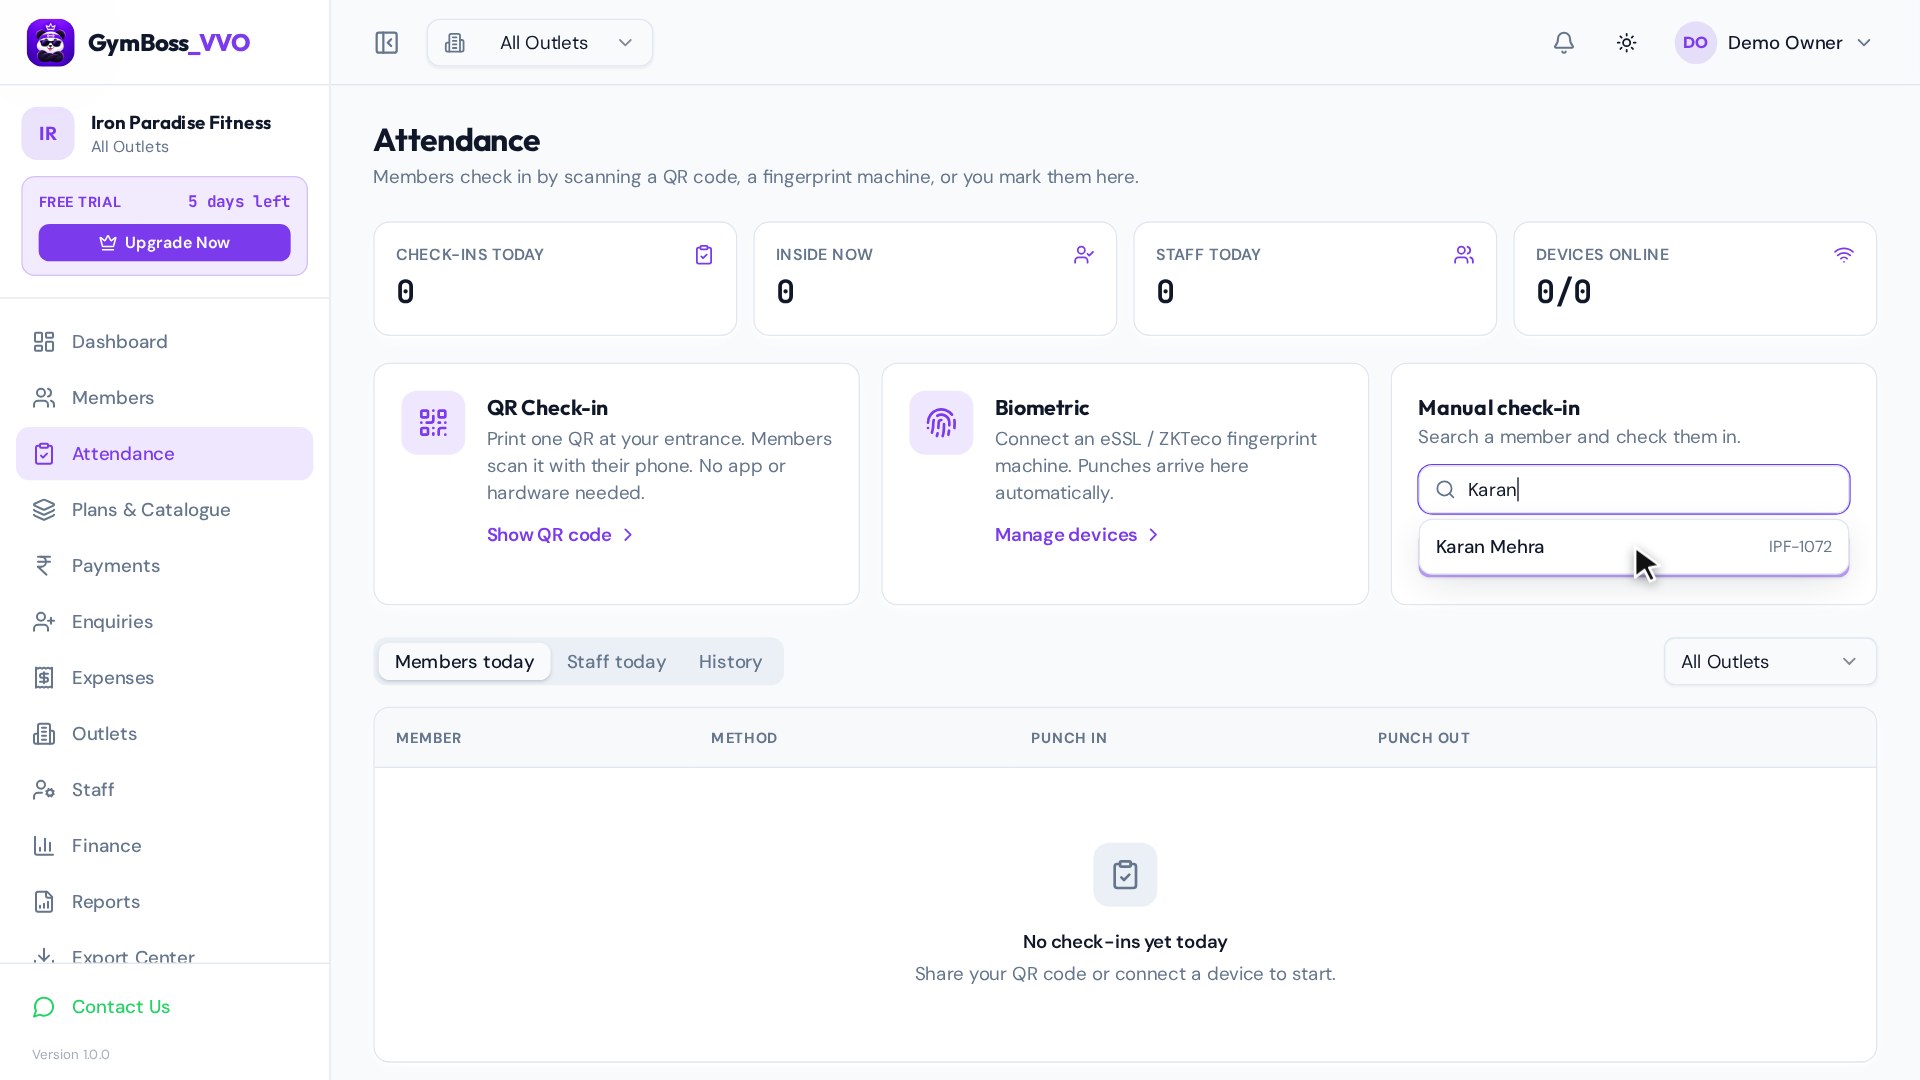 GymBoss_VVO
All Outlets
DO
Demo Owner
IR
Iron Paradise Fitness
All Outlets
FREE TRIAL
5 days left
Upgrade Now
Dashboard
Members
Attendance
Plans & Catalogue
Payments
Enquiries
Expenses
Outlets
Staff
Finance
Reports
Export Center
Contact Us
Version 1.0.0
Attendance
Members check in by scanning a QR code, a fingerprint machine, or you mark them here.
CHECK-INS TODAY
0
INSIDE NOW
0
STAFF TODAY
0
DEVICES ONLINE
0/0
QR Check-in
Print one QR at your entrance. Members
scan it with their phone. No app or
hardware needed.
Show QR code
Biometric
Connect an eSSL / ZKTeco fingerprint
machine. Punches arrive here
automatically.
Manage devices
Manual check-in
Search a member and check them in.
Karan
Karan Mehra IPF-1072
Members today Staff today History
All Outlets
MEMBER METHOD PUNCH IN PUNCH OUT
No check-ins yet today
Share your QR code or connect a device to start.